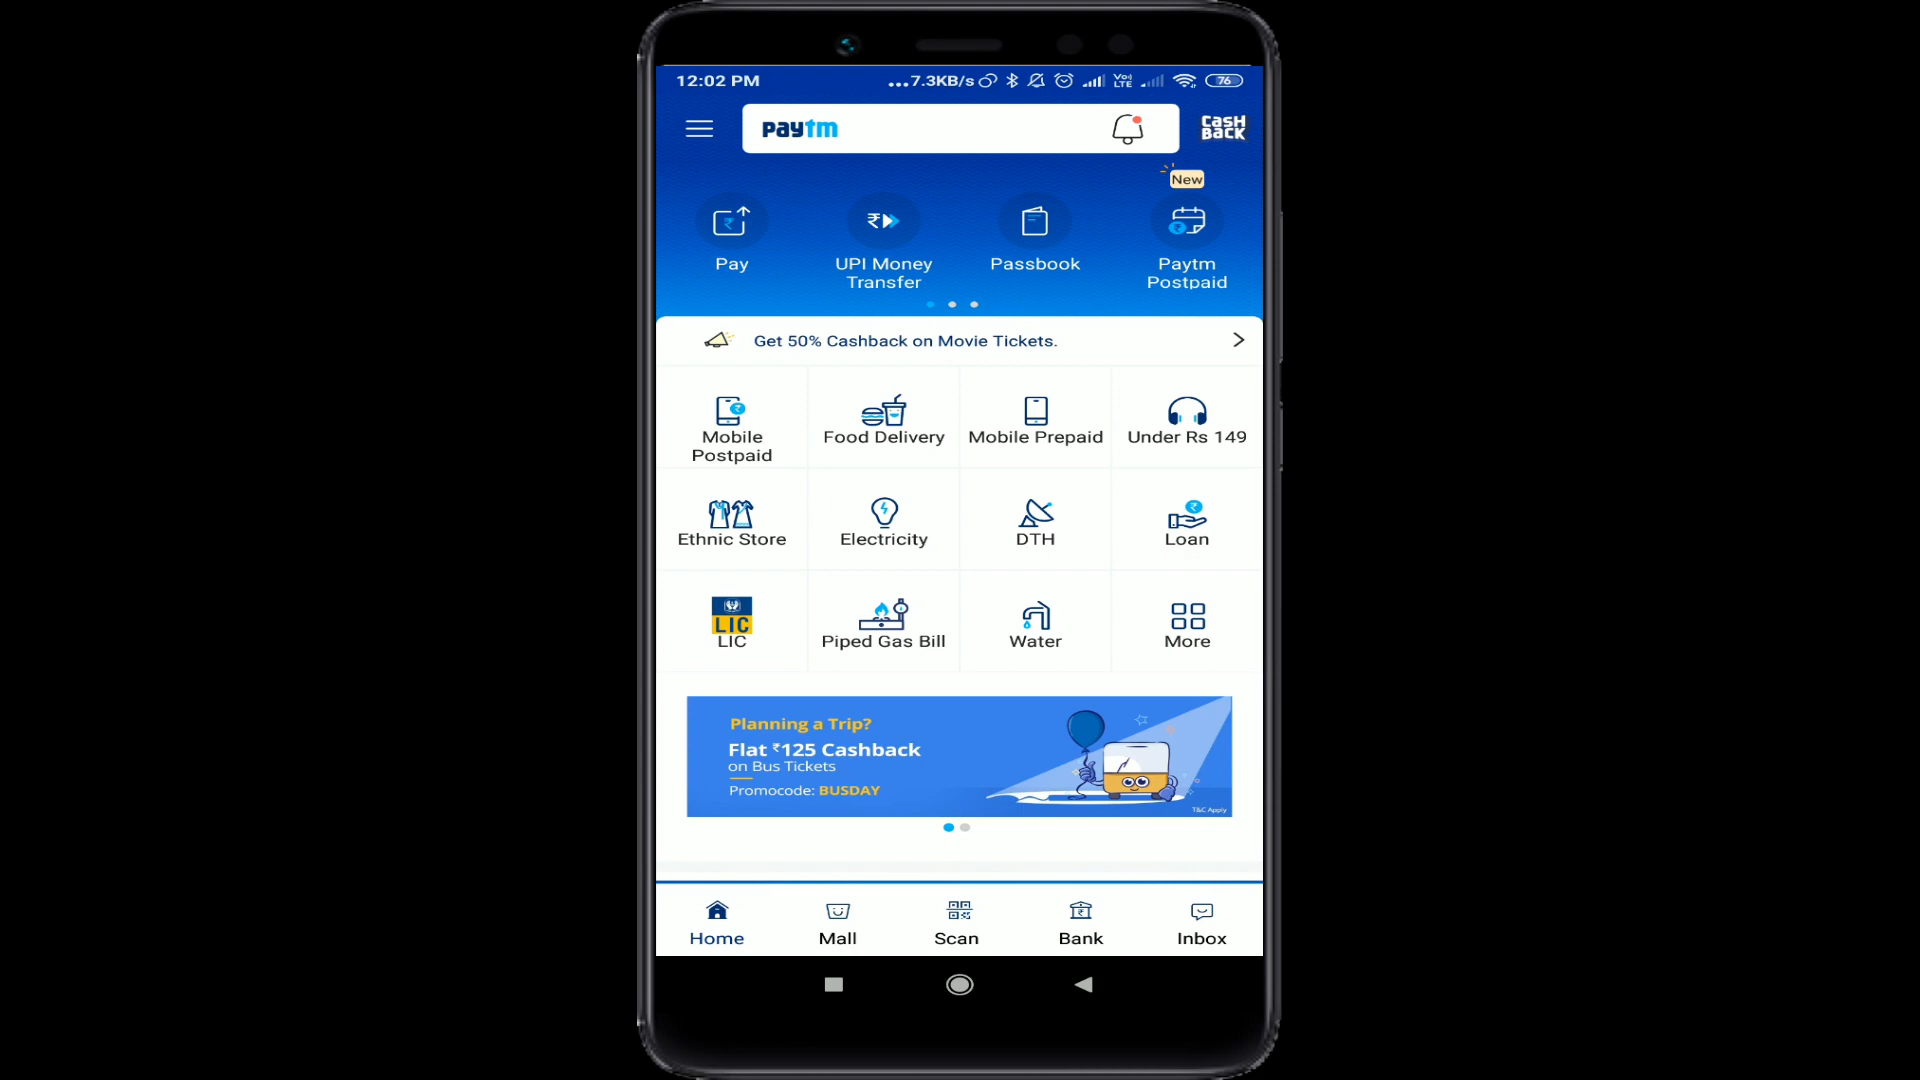 12:02 PM
...7.3KB/s Vo) LTE 76
paytm
CASH BACK
New
Pay
UPI Money Transfer
Passbook
Paytm Postpaid
Get 50% Cashback on Movie Tickets.
Mobile Postpaid
Food Delivery
Mobile Prepaid
Under Rs 149
Ethnic Store
Electricity
DTH
Loan
LIC
LIC
Piped Gas Bill
Water
More
Planning a Trip?
Flat ₹125 Cashback
on Bus Tickets
Promocode: BUSDAY
T&C Apply
Home
Mall
Scan
Bank
Inbox